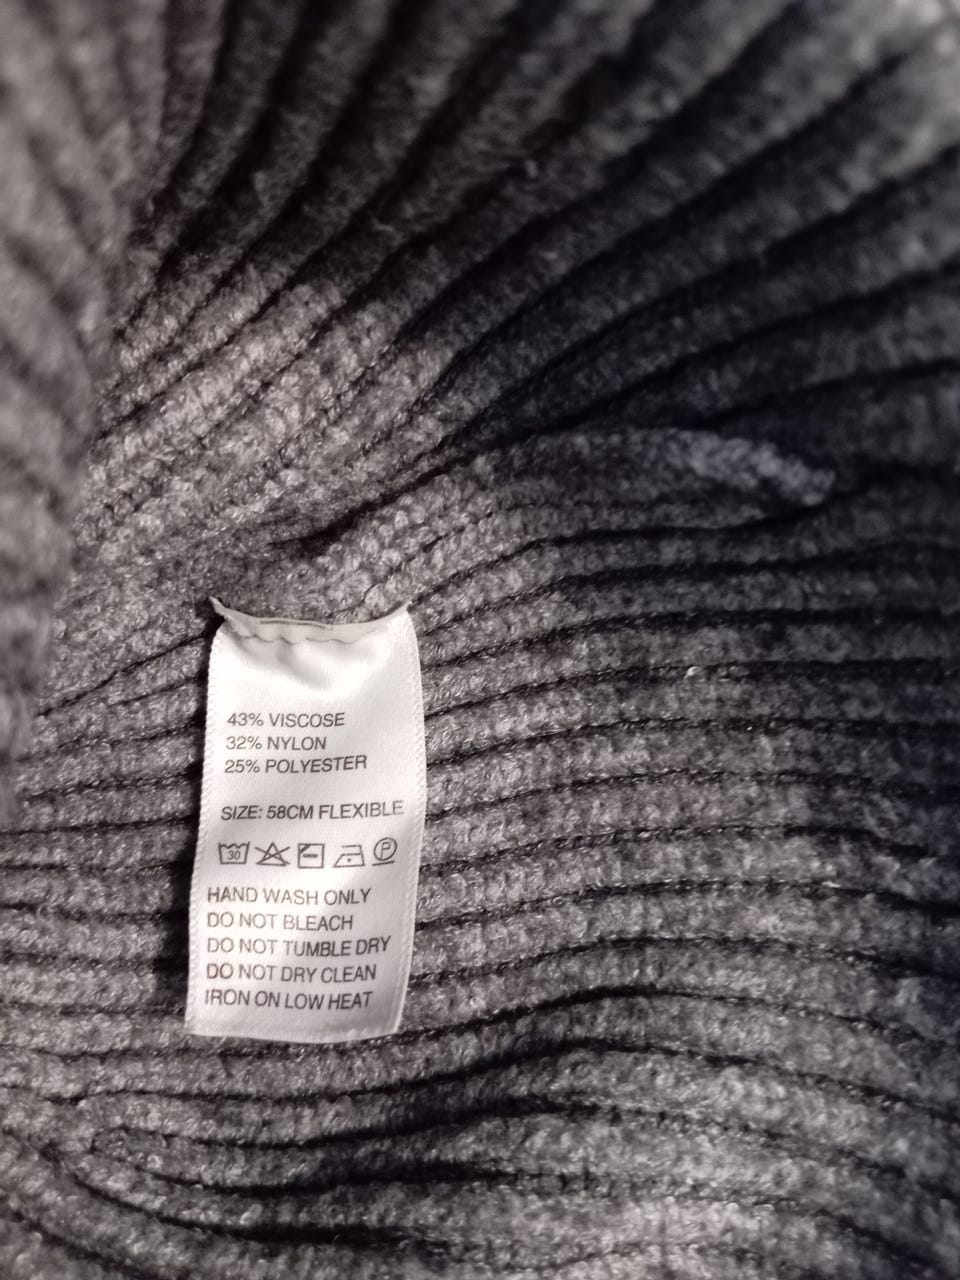 43% VISCOSE
32% NYLON
25% POLYESTER
SIZE: 58CM FLEXIBLE
30 P
HAND WASH ONLY
DO NOT BLEACH
DO NOT TUMBLE DRY
DO NOT DRY CLEAN
IRON ON LOW HEAT